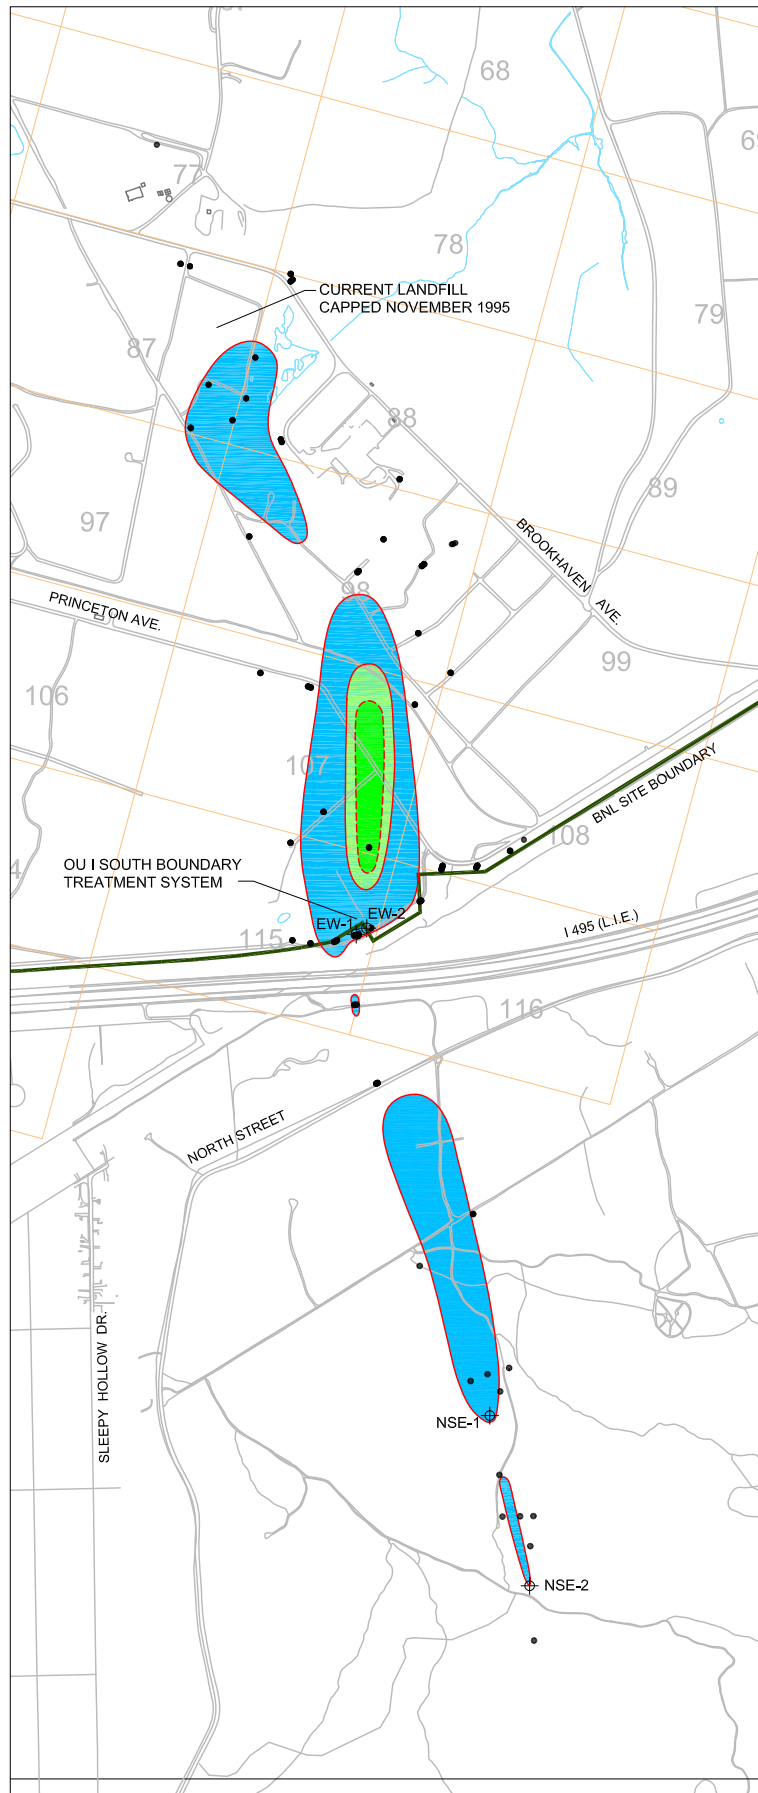 68
69
77
78
CURRENT LANDFILL
CAPPED NOVEMBER 1995
79
87
88
89
97
BROOKHAVEN AVE.
98
PRINCETON AVE.
99
106
107
BNL SITE BOUNDARY
108
OU I SOUTH BOUNDARY
TREATMENT SYSTEM
EW-2
EW-1
I 495 (L.I.E.)
115
116
NORTH STREET
SLEEPY HOLLOW DR.
NSE-1
NSE-2